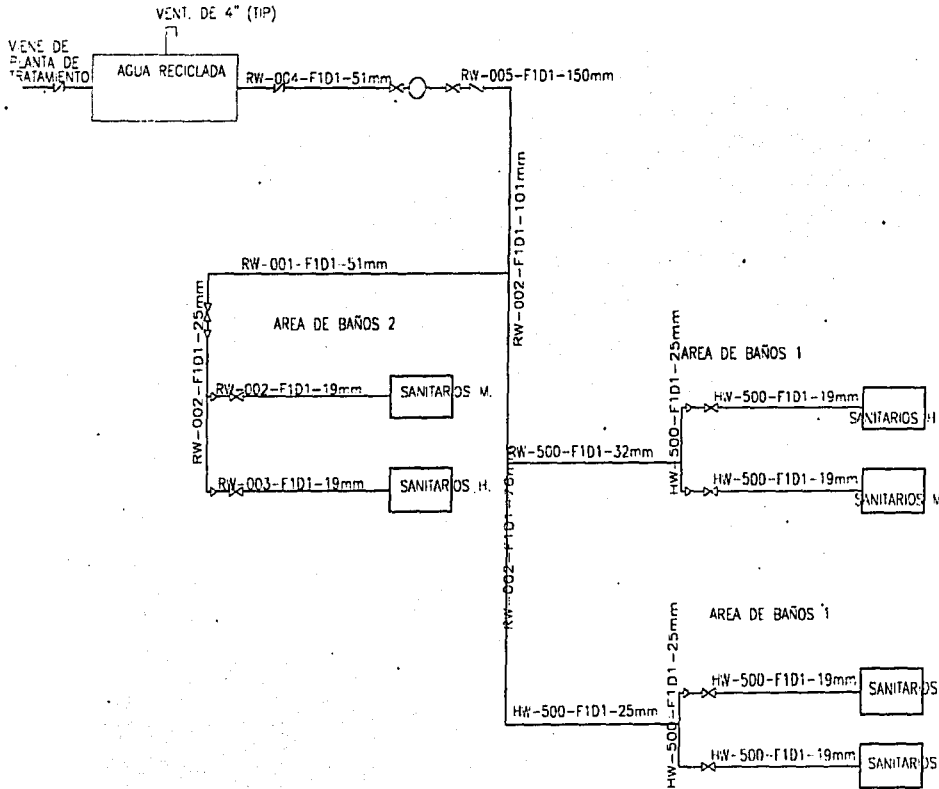 VENT. DE 4" (TIP)
VIENE DE
PLANTA DE
TRATAMIENTO
AGUA RECICLADA
RW-004-F1D1-51mm
RW-005-F1D1-150mm
RW-002-F1D1-101mm
RW-001-F1D1-51mm
RW-002-F1D1-25mm
AREA DE BAÑOS 2
RW-002-F1D1-19mm
SANITARIOS M.
RW-003-F1D1-19mm
SANITARIOS H.
RW-500-F1D1-32mm
RW-002-F1D1-76mm
AREA DE BAÑOS 1
HW-500-F1D1-25mm
HW-500-F1D1-19mm
SANITARIOS H
HW-500-F1D1-19mm
SANITARIOS M
AREA DE BAÑOS 1
HW-500-F1D1-25mm
HW-500-F1D1-25mm
HW-500-F1D1-19mm
SANITARIOS
HW-500-F1D1-19mm
SANITARIOS